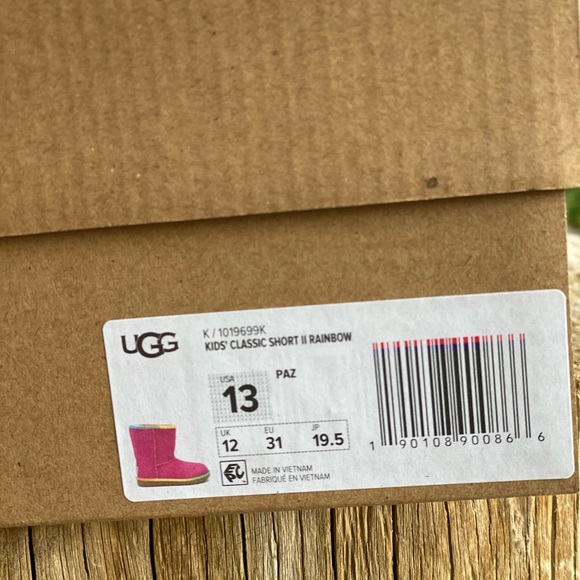 UGG
K / 1019699K
KIDS' CLASSIC SHORT II RAINBOW
USA
13
PAZ
UK EU JP
12 31 19.5
MADE IN VIETNAM
FABRIQUÉ EN VIETNAM
1 90108 90086 6